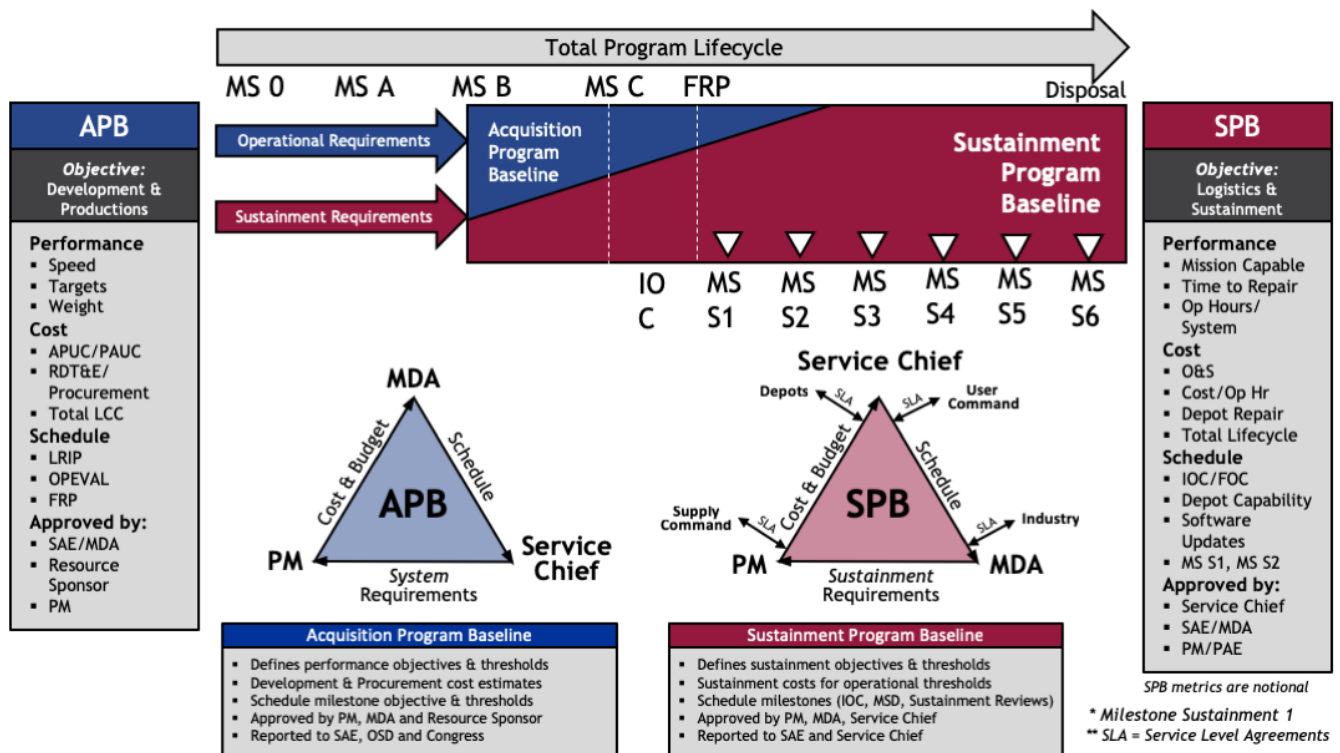 Total Program Lifecycle
MS 0
MS A
MS B
MS C
FRP
Disposal
APB
Objective:
Development &
Productions
Performance
▪ Speed
▪ Targets
▪ Weight
Cost
▪ APUC/PAUC
▪ RDT&E/
Procurement
▪ Total LCC
Schedule
▪ LRIP
▪ OPEVAL
▪ FRP
Approved by:
▪ SAE/MDA
▪ Resource
Sponsor
▪ PM
Operational Requirements
Sustainment Requirements
Acquisition
Program
Baseline
Sustainment
Program
Baseline
IO
C
MS
S1
MS
S2
MS
S3
MS
S4
MS
S5
MS
S6
MDA
Cost & Budget
Schedule
APB
PM
Service
Chief
System
Requirements
Service Chief
Depots
SLA
SLA
User
Command
Cost & Budget
Schedule
SPB
Supply
Command
SLA
SLA
Industry
PM
MDA
Sustainment
Requirements
Acquisition Program Baseline
▪ Defines performance objectives & thresholds
▪ Development & Procurement cost estimates
▪ Schedule milestone objective & thresholds
▪ Approved by PM, MDA and Resource Sponsor
▪ Reported to SAE, OSD and Congress
Sustainment Program Baseline
▪ Defines sustainment objectives & thresholds
▪ Sustainment costs for operational thresholds
▪ Schedule milestones (IOC, MSD, Sustainment Reviews)
▪ Approved by PM, MDA, Service Chief
▪ Reported to SAE and Service Chief
SPB
Objective:
Logistics &
Sustainment
Performance
▪ Mission Capable
▪ Time to Repair
▪ Op Hours/
System
Cost
▪ O&S
▪ Cost/Op Hr
▪ Depot Repair
▪ Total Lifecycle
Schedule
▪ IOC/FOC
▪ Depot Capability
▪ Software
Updates
▪ MS S1, MS S2
Approved by:
▪ Service Chief
▪ SAE/MDA
▪ PM/PAE
SPB metrics are notional
* Milestone Sustainment 1
** SLA = Service Level Agreements